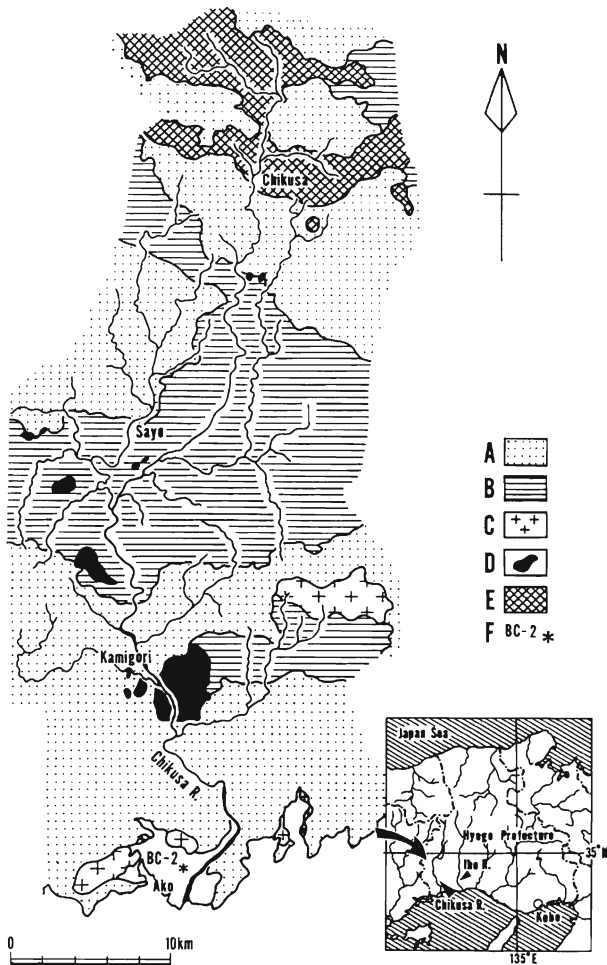 N
Chikusa
Sayo
A
B
C
D
E
F BC-2 *
Kamigori
Chikusa R.
BC-2 *
Ako
0 10km
Japan Sea
Hyogo Prefecture
Ibo R.
Chikusa R.
Kobe
35°N
135°E